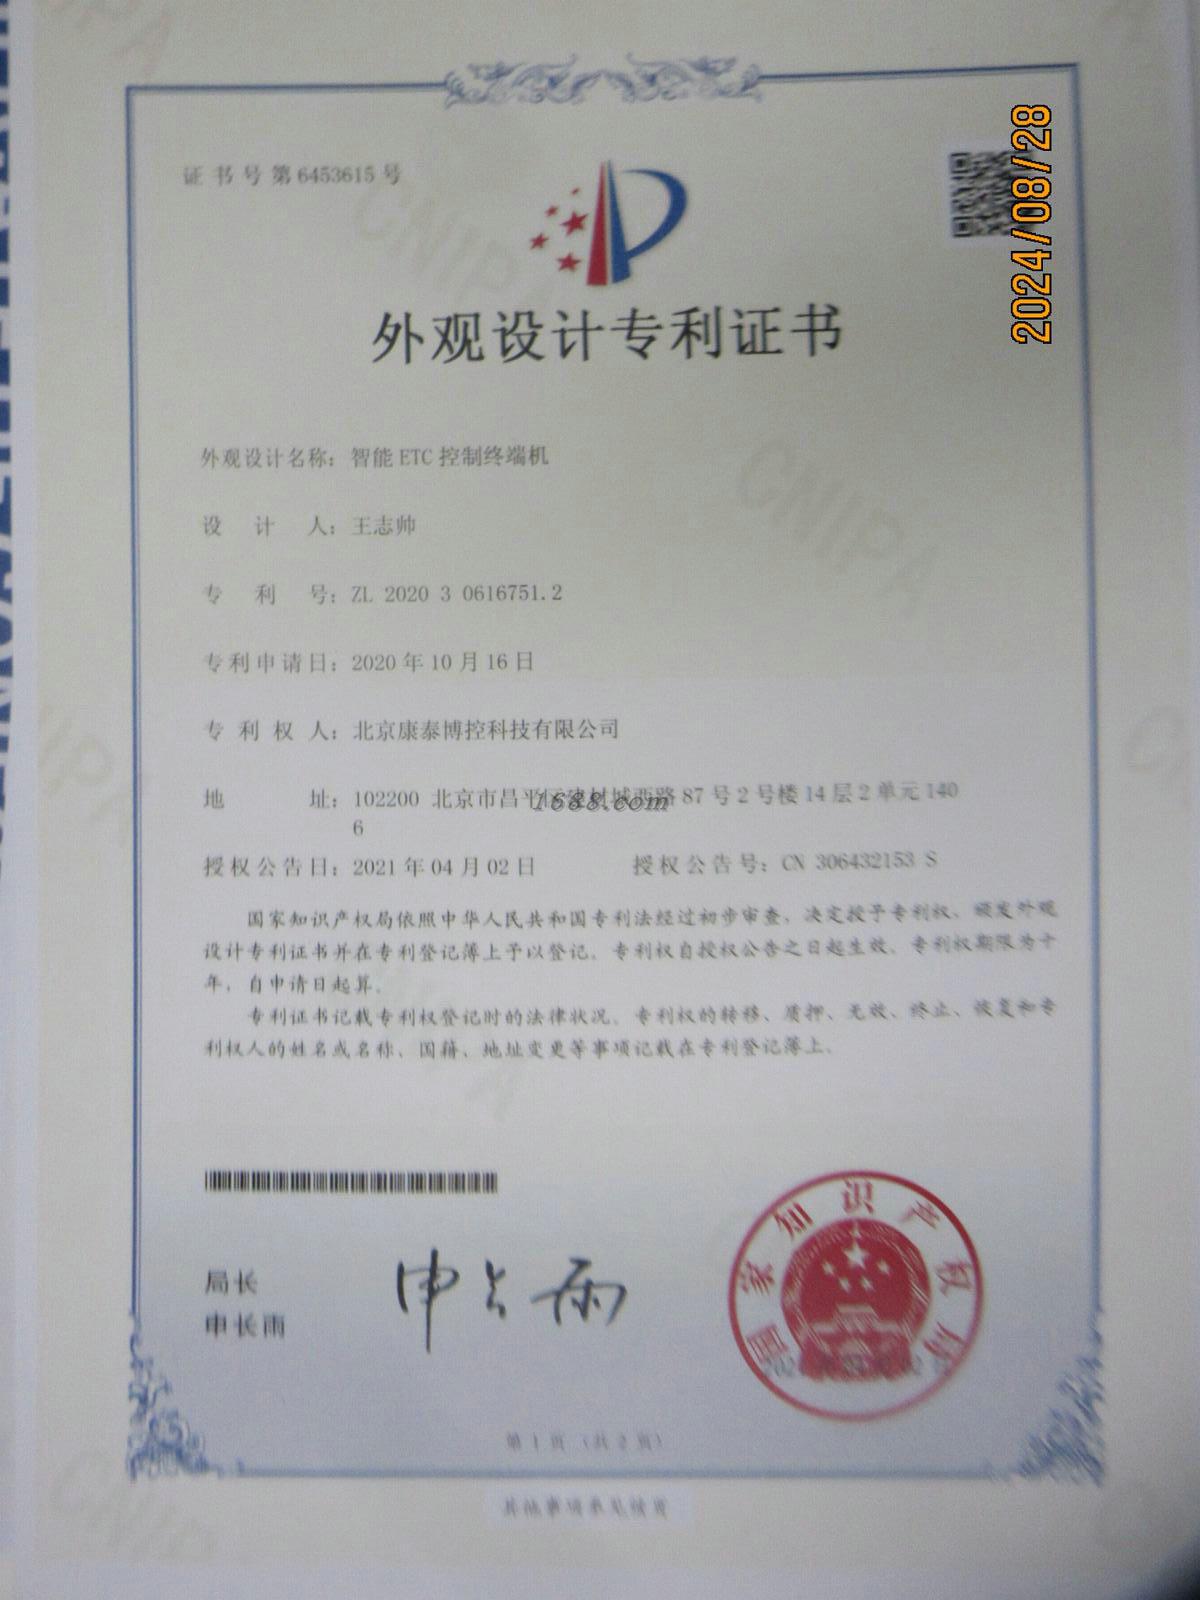 证书号第6453615号
2024/08/28
外观设计专利证书
外观设计名称：智能ETC控制终端机
设计人：王志帅
专利号：ZL 2020 3 0616751.2
专利申请日：2020年10月16日
专利权人：北京康泰博控科技有限公司
地址：102200 北京市昌平区建材城西路87号2号楼14层2单元140
1688.com
6
授权公告日：2021年04月02日 授权公告号：CN 306432153 S
国家知识产权局依照中华人民共和国专利法经过初步审查，决定授予专利权，颁发外观
设计专利证书并在专利登记簿上予以登记。专利权自授权公告之日起生效。专利权期限为十
年，自申请日起算。
专利证书记载专利权登记时的法律状况。专利权的转移、质押、无效、终止、恢复和专
利权人的姓名或名称、国籍、地址变更等事项记载在专利登记簿上。
局长
申长雨
申长雨
国家知识产权局
第1页（共2页）
其他事项参见续页
CNIPA